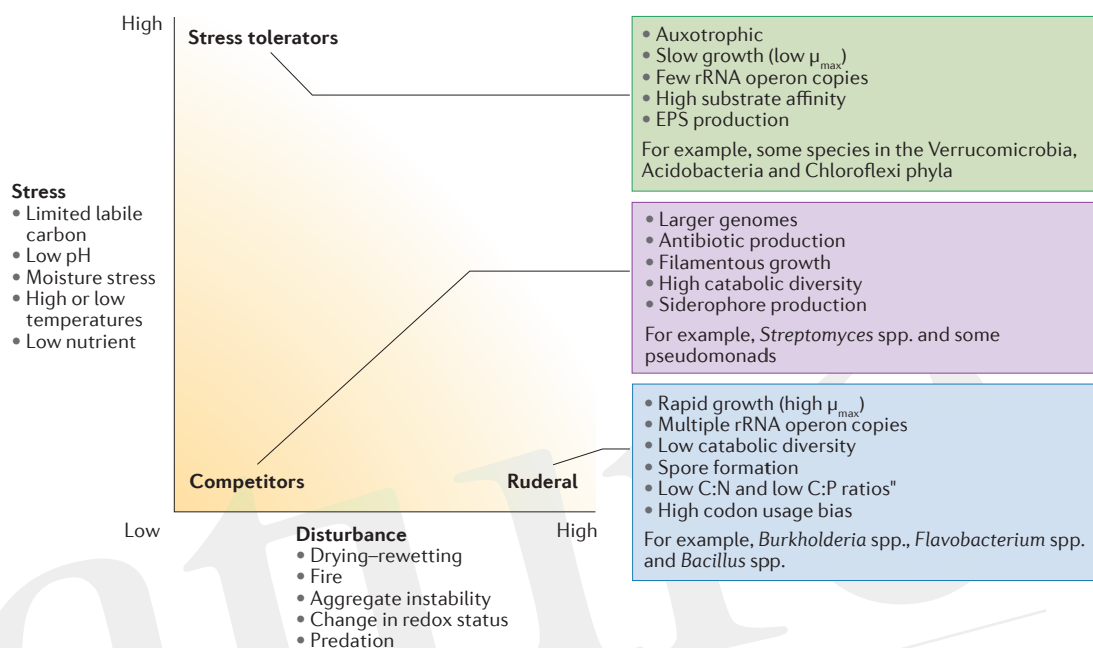 High
Stress tolerators
Stress
• Limited labile
carbon
• Low pH
• Moisture stress
• High or low
temperatures
• Low nutrient
Competitors
Ruderal
Low
High
Disturbance
• Drying–rewetting
• Fire
• Aggregate instability
• Change in redox status
• Predation
• Auxotrophic
• Slow growth (low μmax)
• Few rRNA operon copies
• High substrate affinity
• EPS production
For example, some species in the Verrucomicrobia,
Acidobacteria and Chloroflexi phyla
• Larger genomes
• Antibiotic production
• Filamentous growth
• High catabolic diversity
• Siderophore production
For example, Streptomyces spp. and some
pseudomonads
• Rapid growth (high μmax)
• Multiple rRNA operon copies
• Low catabolic diversity
• Spore formation
• Low C:N and low C:P ratios"
• High codon usage bias
For example, Burkholderia spp., Flavobacterium spp.
and Bacillus spp.